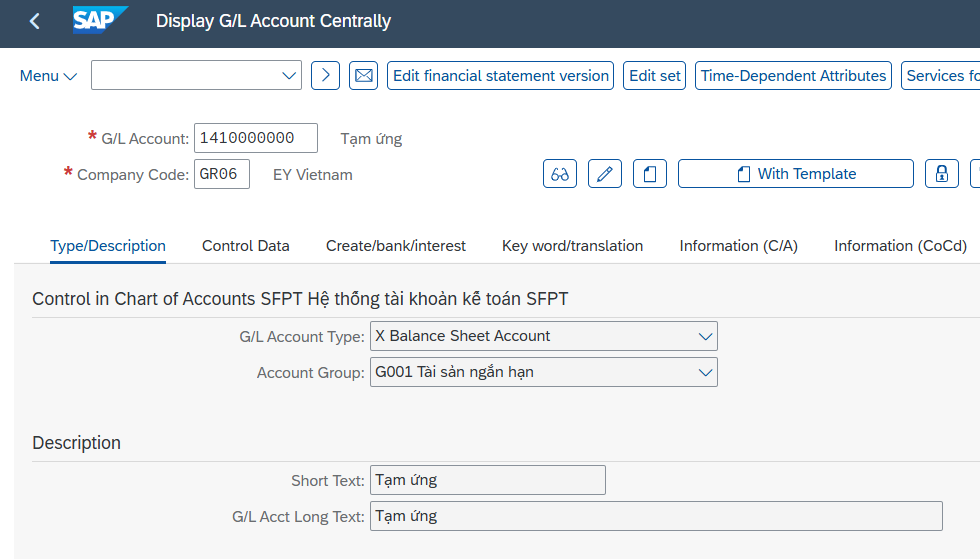 SAP Display G/L Account Centrally
Menu Edit financial statement version Edit set Time-Dependent Attributes Services fo
* G/L Account: 1410000000 Tạm ứng
* Company Code: GR06 EY Vietnam With Template
Type/Description Control Data Create/bank/interest Key word/translation Information (C/A) Information (CoCd)
Control in Chart of Accounts SFPT Hệ thống tài khoản kế toán SFPT
G/L Account Type: X Balance Sheet Account
Account Group: G001 Tài sản ngắn hạn
Description
Short Text: Tạm ứng
G/L Acct Long Text: Tạm ứng